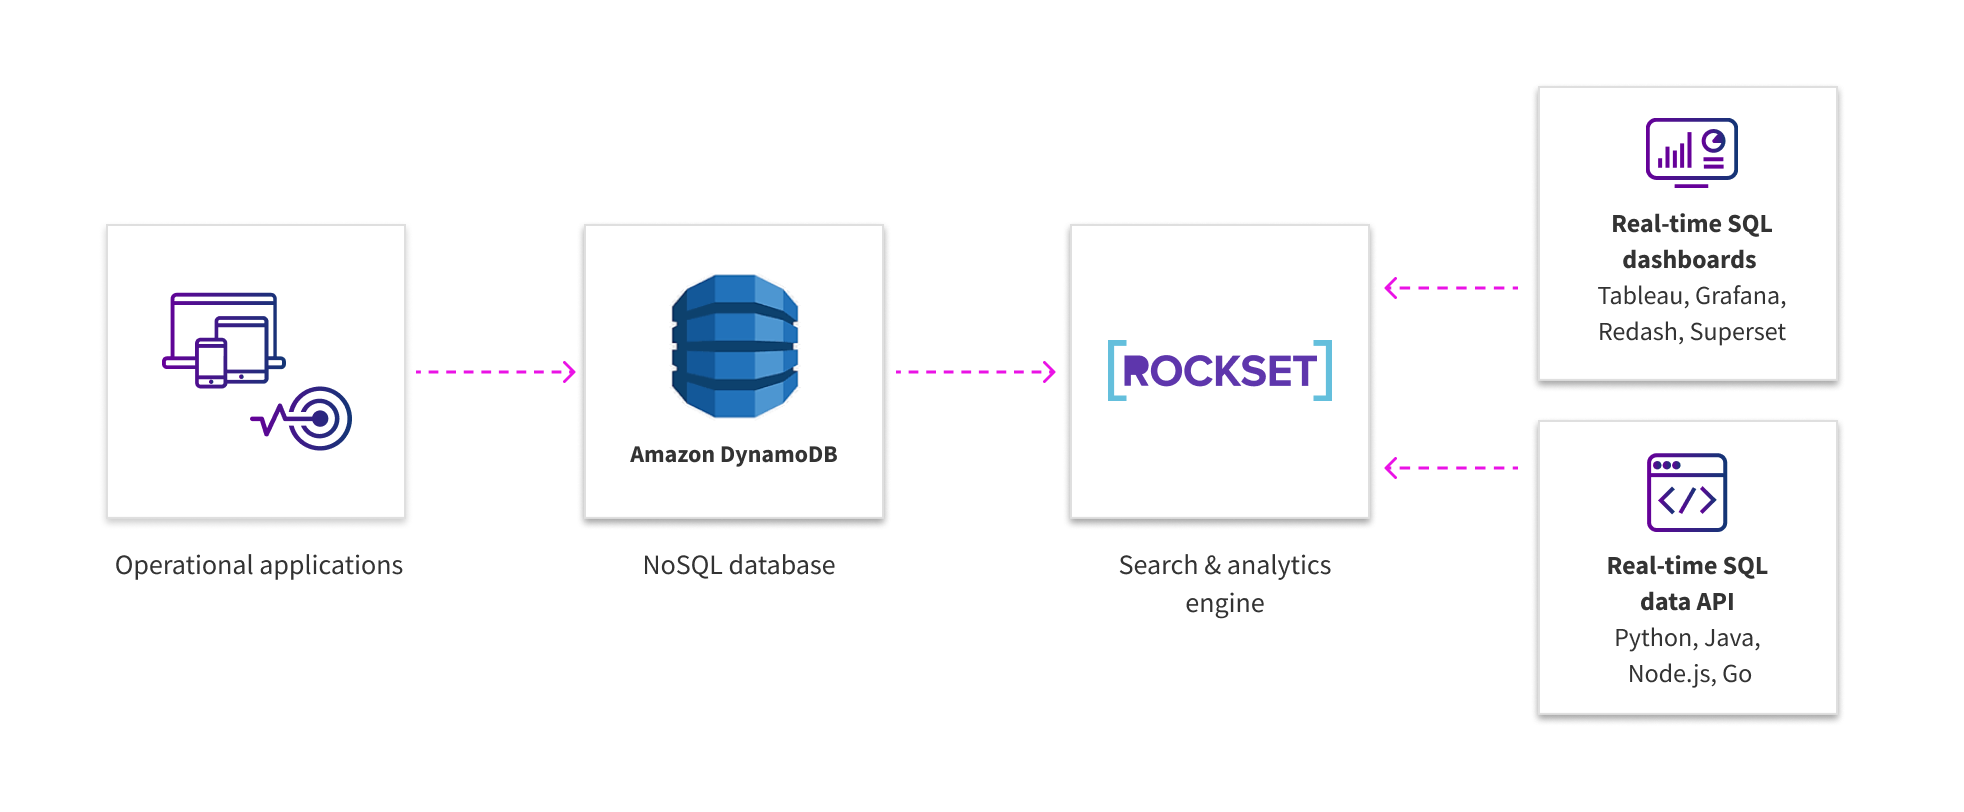 Operational applications
Amazon DynamoDB
NoSQL database
[ROCKSET]
Search & analytics
engine
Real-time SQL
dashboards
Tableau, Grafana,
Redash, Superset
Real-time SQL
data API
Python, Java,
Node.js, Go